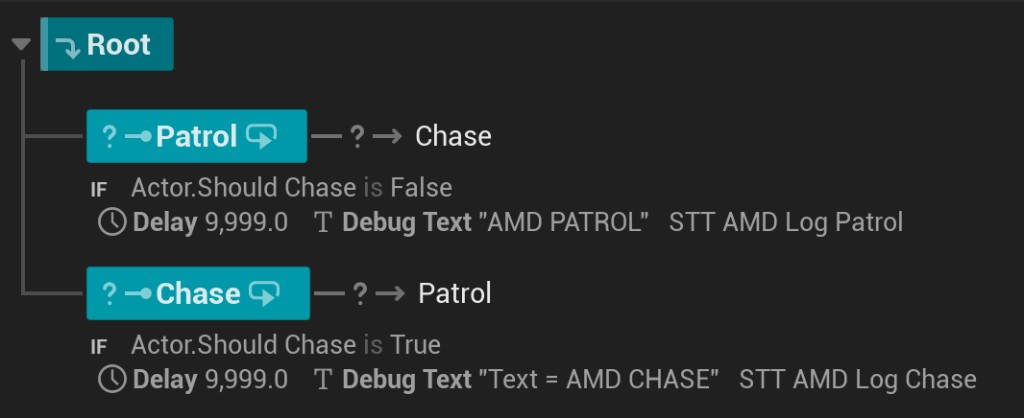 Root
? Patrol ? Chase
IF Actor.Should Chase is False
Delay 9,999.0 T Debug Text "AMD PATROL" STT AMD Log Patrol
? Chase ? Patrol
IF Actor.Should Chase is True
Delay 9,999.0 T Debug Text "Text = AMD CHASE" STT AMD Log Chase